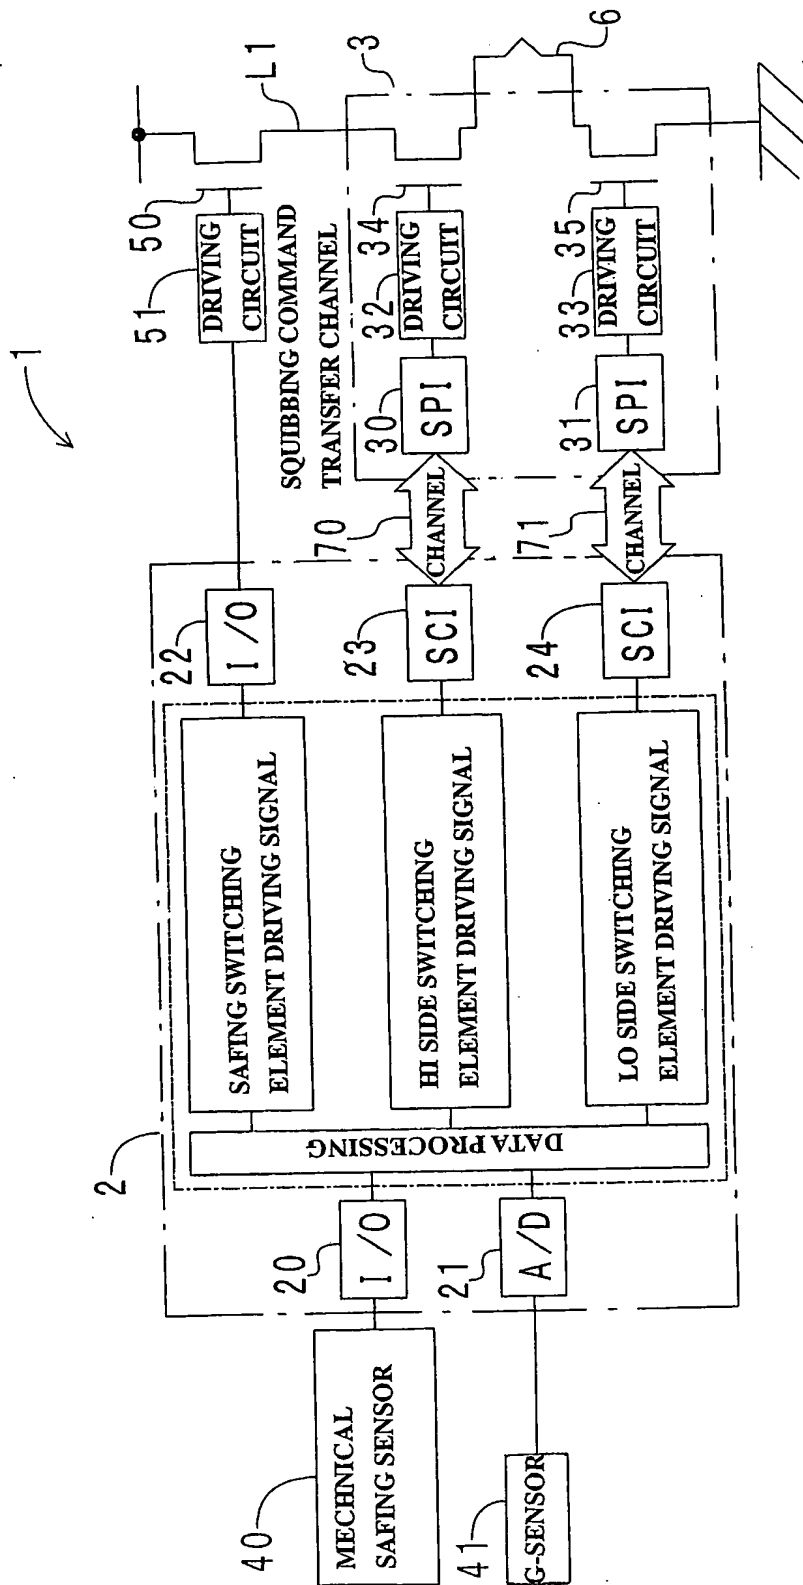 1
2
40
MECHNICAL
SAFING SENSOR
41
G-SENSOR
20
I/O
21
A/D
DATA PROCESSING
SAFING SWITCHING
ELEMENT DRIVING SIGNAL
HI SIDE SWITCHING
ELEMENT DRIVING SIGNAL
LO SIDE SWITCHING
ELEMENT DRIVING SIGNAL
22
I/O
23
SCI
24
SCI
SQUIBBING COMMAND
TRANSFER CHANNEL
70
CHANNEL
71
CHANNEL
30
SPI
31
SPI
51
DRIVING
CIRCUIT
50
32
DRIVING
CIRCUIT
34
33
DRIVING
CIRCUIT
35
L1
3
6